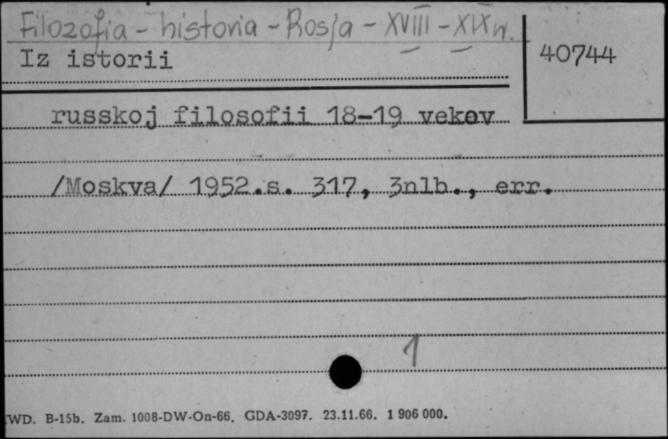 Filozofia - historia - Rosja - XVIII - XIX w.
40744
Iz istorii
russkoj filosofii 18-19 vekov
/Moskva/ 1952.s. 317, 3nlb., err.
1
WD. B-15b. Zam. 1008-DW-On-66. GDA-3097. 23.11.66. 1 906 000.